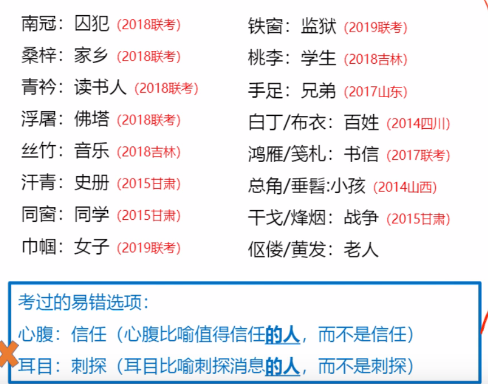 南冠：囚犯（2018联考）
桑梓：家乡（2018联考）
青衿：读书人（2018联考）
浮屠：佛塔（2018联考）
丝竹：音乐（2018吉林）
汗青：史册（2015甘肃）
同窗：同学（2015甘肃）
巾帼：女子（2019联考）
铁窗：监狱（2019联考）
桃李：学生（2018吉林）
手足：兄弟（2017山东）
白丁/布衣：百姓（2014四川）
鸿雁/笺札：书信（2017联考）
总角/垂髫:小孩（2014山西）
干戈/烽烟：战争（2015甘肃）
伛偻/黄发：老人
考过的易错选项：
心腹：信任（心腹比喻值得信任的人，而不是信任）
耳目：刺探（耳目比喻刺探消息的人，而不是刺探）